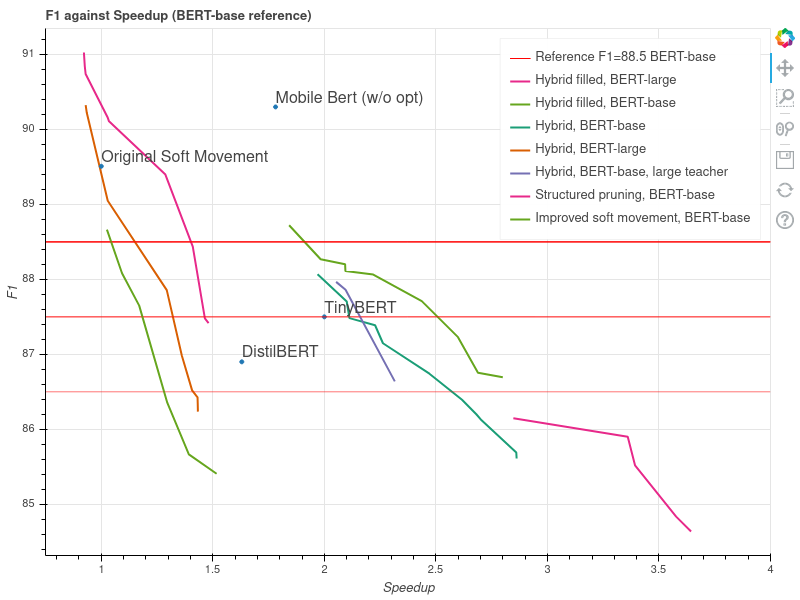 F1 against Speedup (BERT-base reference)
91
90
89
88
87
86
85
F1
Mobile Bert (w/o opt)
Original Soft Movement
TinyBERT
DistilBERT
Reference F1=88.5 BERT-base
Hybrid filled, BERT-large
Hybrid filled, BERT-base
Hybrid, BERT-base
Hybrid, BERT-large
Hybrid, BERT-base, large teacher
Structured pruning, BERT-base
Improved soft movement, BERT-base
1
1.5
2
2.5
3
3.5
4
Speedup